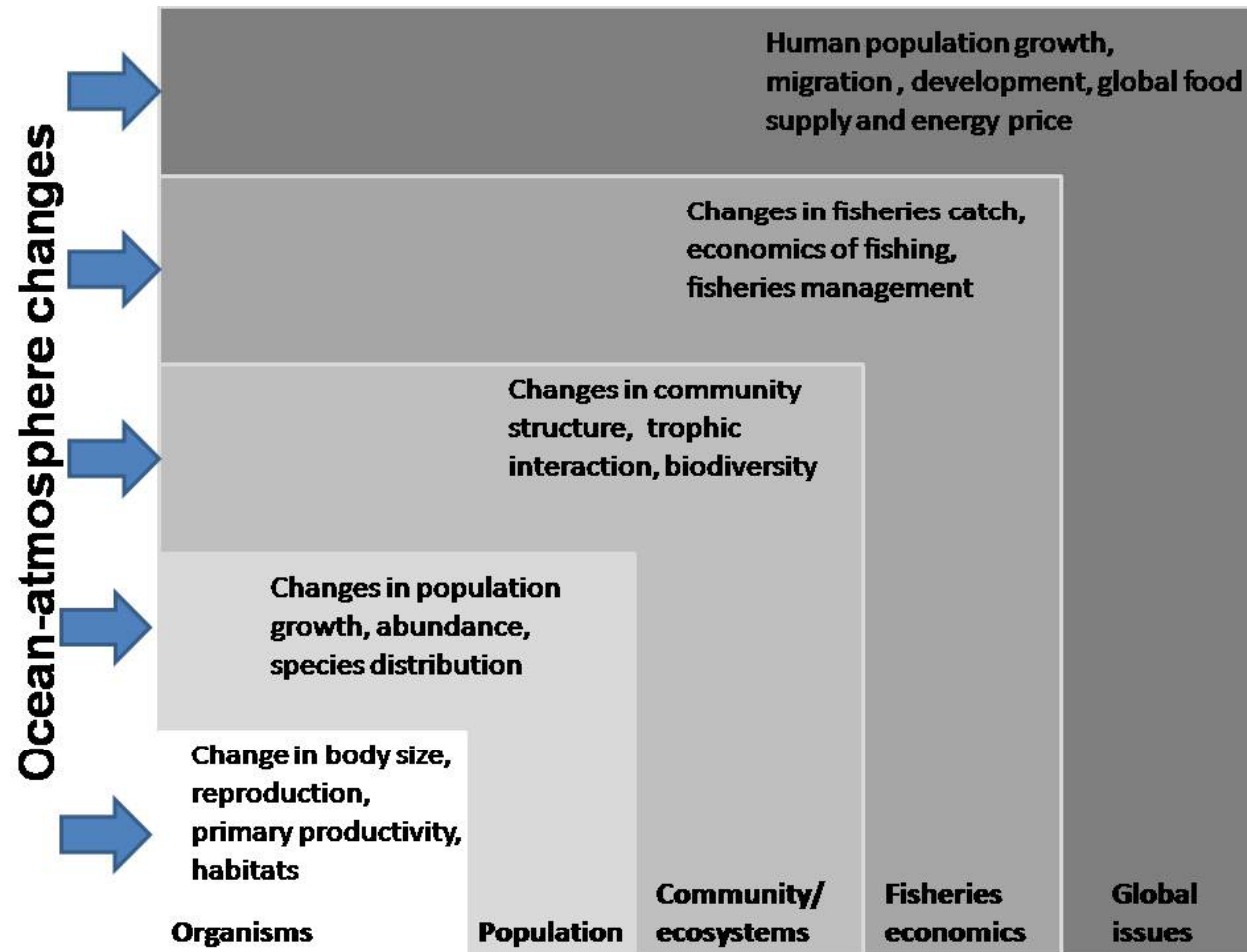 Ocean-atmosphere changes
Human population growth,
migration , development, global food
supply and energy price
Changes in fisheries catch,
economics of fishing,
fisheries management
Changes in community
structure, trophic
interaction, biodiversity
Changes in population
growth, abundance,
species distribution
Change in body size,
reproduction,
primary productivity,
habitats
Organisms
Population
Community/
ecosystems
Fisheries
economics
Global
issues